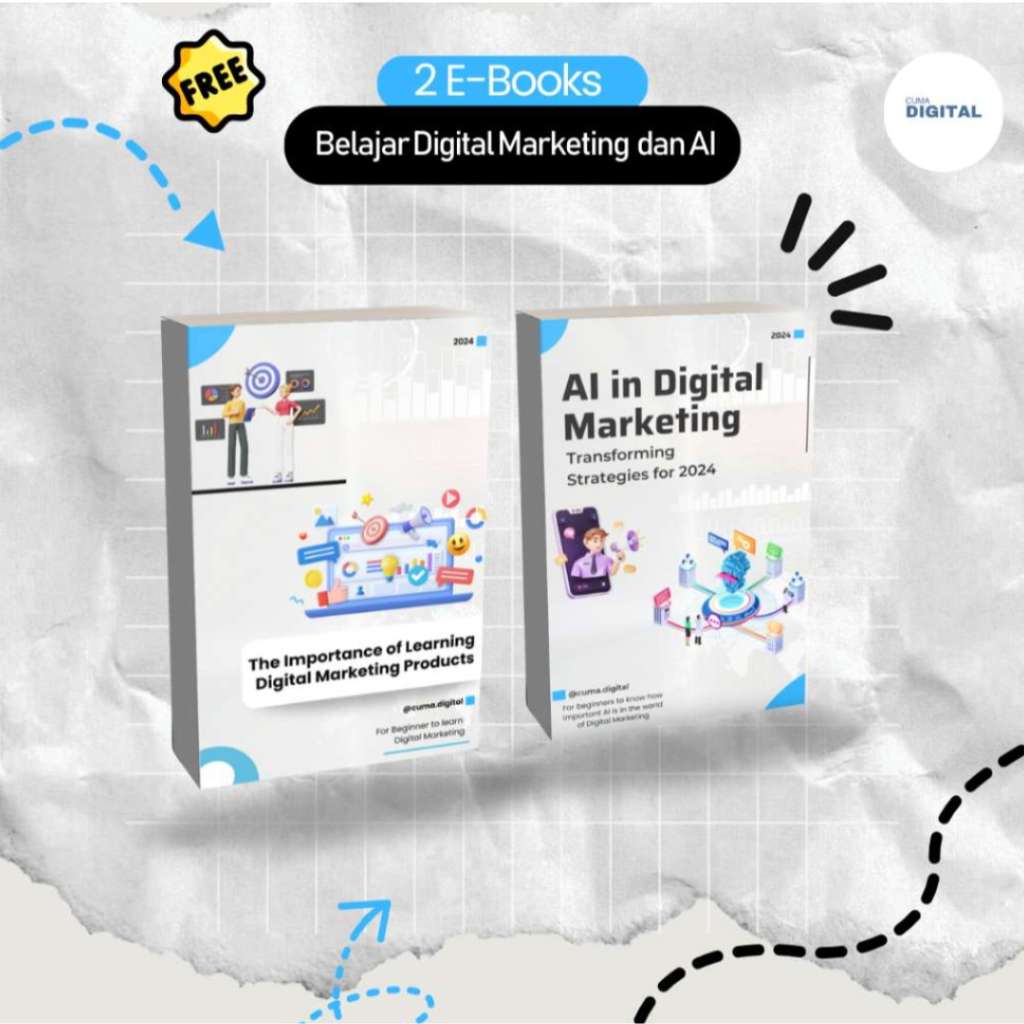 FREE
2 E-Books
Belajar Digital Marketing dan AI
CUMA
DIGITAL
2024
The Importance of Learning
Digital Marketing Products
@cuma.digital
For Beginner to learn
Digital Marketing
2024
AI in Digital
Marketing
Transforming
Strategies for 2024
@cuma.digital
For beginners to know how
important AI is in the world
of Digital Marketing